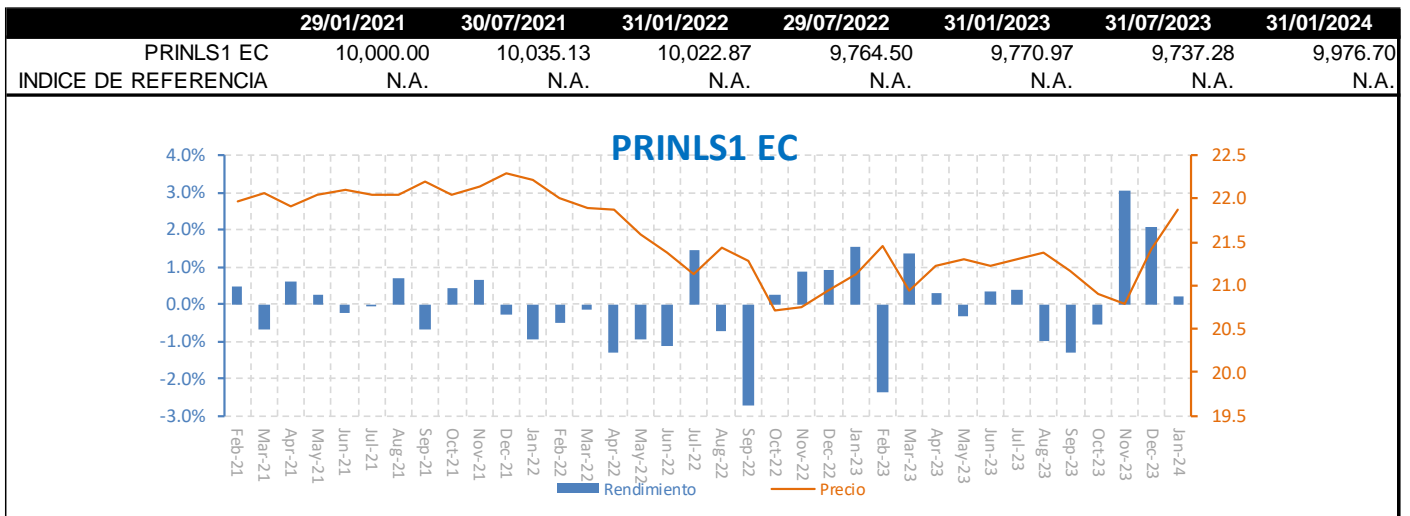 29/01/2021 30/07/2021 31/01/2022 29/07/2022 31/01/2023 31/07/2023 31/01/2024
PRINLS1 EC 10,000.00 10,035.13 10,022.87 9,764.50 9,770.97 9,737.28 9,976.70
INDICE DE REFERENCIA N.A. N.A. N.A. N.A. N.A. N.A. N.A.
PRINLS1 EC
4.0% 22.5
3.0% 22.0
2.0% 21.5
1.0% 21.0
0.0%
-1.0% 20.5
-2.0% 20.0
-3.0% 19.5
Feb-21 Mar-21 Apr-21 May-21 Jun-21 Jul-21 Aug-21 Sep-21 Oct-21 Nov-21 Dec-21 Jan-22 Feb-22 Mar-22 Apr-22 May-22 Jun-22 Jul-22 Aug-22 Sep-22 Oct-22 Nov-22 Dec-22 Jan-23 Feb-23 Mar-23 Apr-23 May-23 Jun-23 Jul-23 Aug-23 Sep-23 Oct-23 Nov-23 Dec-23 Jan-24
Rendimiento Precio